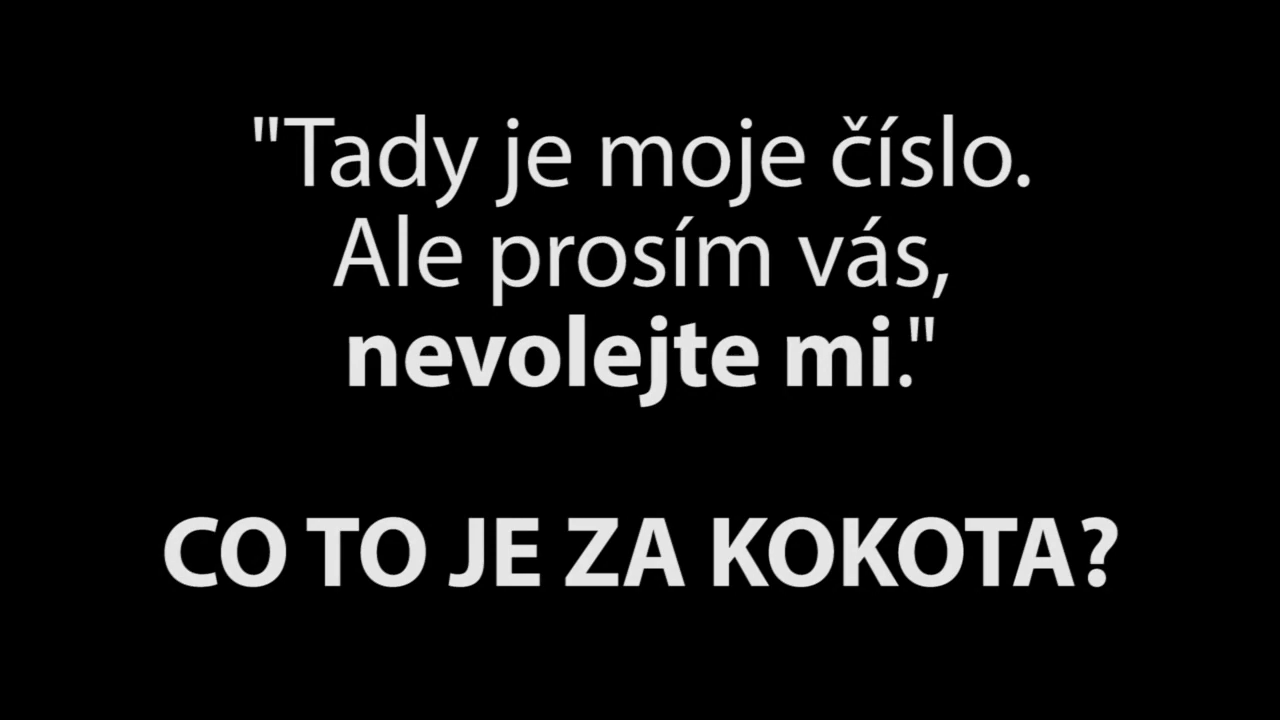 "Tady je moje číslo.
Ale prosím vás,
nevolejte mi."
CO TO JE ZA KOKOTA?